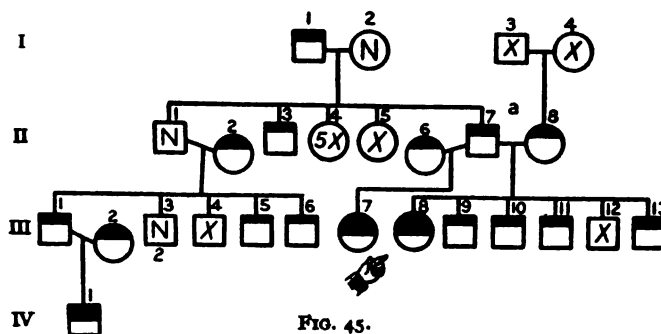 I 1 2 3 4
N X X
II 1 2 3 4 5 6 7 a 8
N 5X X
III 1 2 3 4 5 6 7 8 9 10 11 12 13
N X X
2
IV 1
FIG. 45.